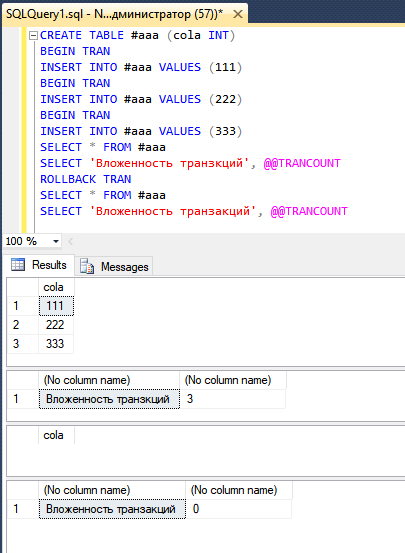 SQLQuery1.sql - N...дминистратор (57))*
CREATE TABLE #aaa (cola INT)
BEGIN TRAN
INSERT INTO #aaa VALUES (111)
BEGIN TRAN
INSERT INTO #aaa VALUES (222)
BEGIN TRAN
INSERT INTO #aaa VALUES (333)
SELECT * FROM #aaa
SELECT 'Вложенность транзкций', @@TRANCOUNT
ROLLBACK TRAN
SELECT * FROM #aaa
SELECT 'Вложенность транзакций', @@TRANCOUNT
100 %
Results Messages
cola
1 111
2 222
3 333
(No column name) (No column name)
1 Вложенность транзкций 3
cola
(No column name) (No column name)
1 Вложенность транзакций 0